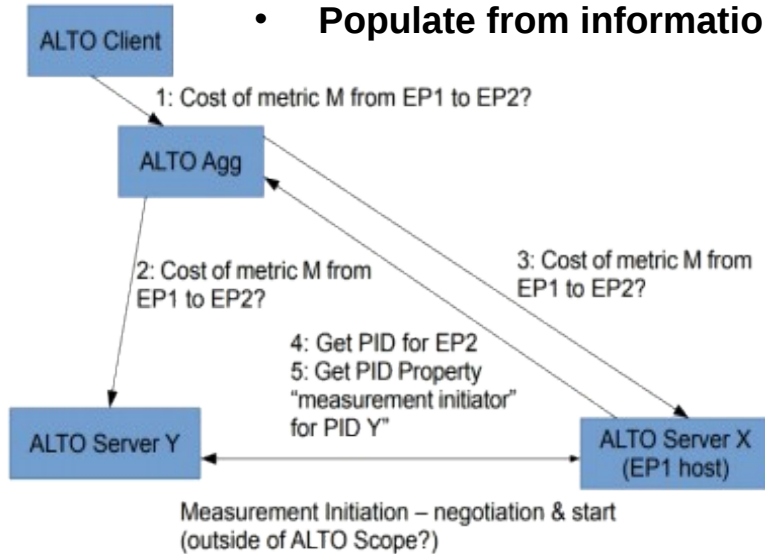 • Populate from informatio
ALTO Client
1: Cost of metric M from EP1 to EP2?
ALTO Agg
2: Cost of metric M from
EP1 to EP2?
3: Cost of metric M from
EP1 to EP2?
4: Get PID for EP2
5: Get PID Property
“measurement initiator”
for PID Y”
ALTO Server Y
ALTO Server X
(EP1 host)
Measurement Initiation – negotiation & start
(outside of ALTO Scope?)